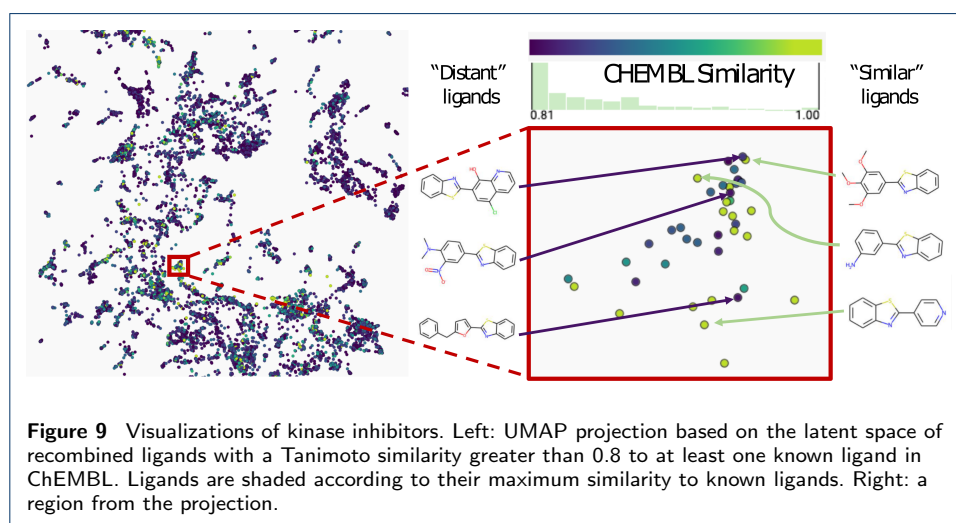 "Distant"
ligands
CHEMBL Similarity
0.81
1.00
"Similar"
ligands
HO
N
S
Cl
N
N
S
O
N
O
N
S
O
N
S
O
O
O
S
N
S
N
NH₂
S
N
N
Figure 9 Visualizations of kinase inhibitors. Left: UMAP projection based on the latent space of
recombined ligands with a Tanimoto similarity greater than 0.8 to at least one known ligand in
ChEMBL. Ligands are shaded according to their maximum similarity to known ligands. Right: a
region from the projection.